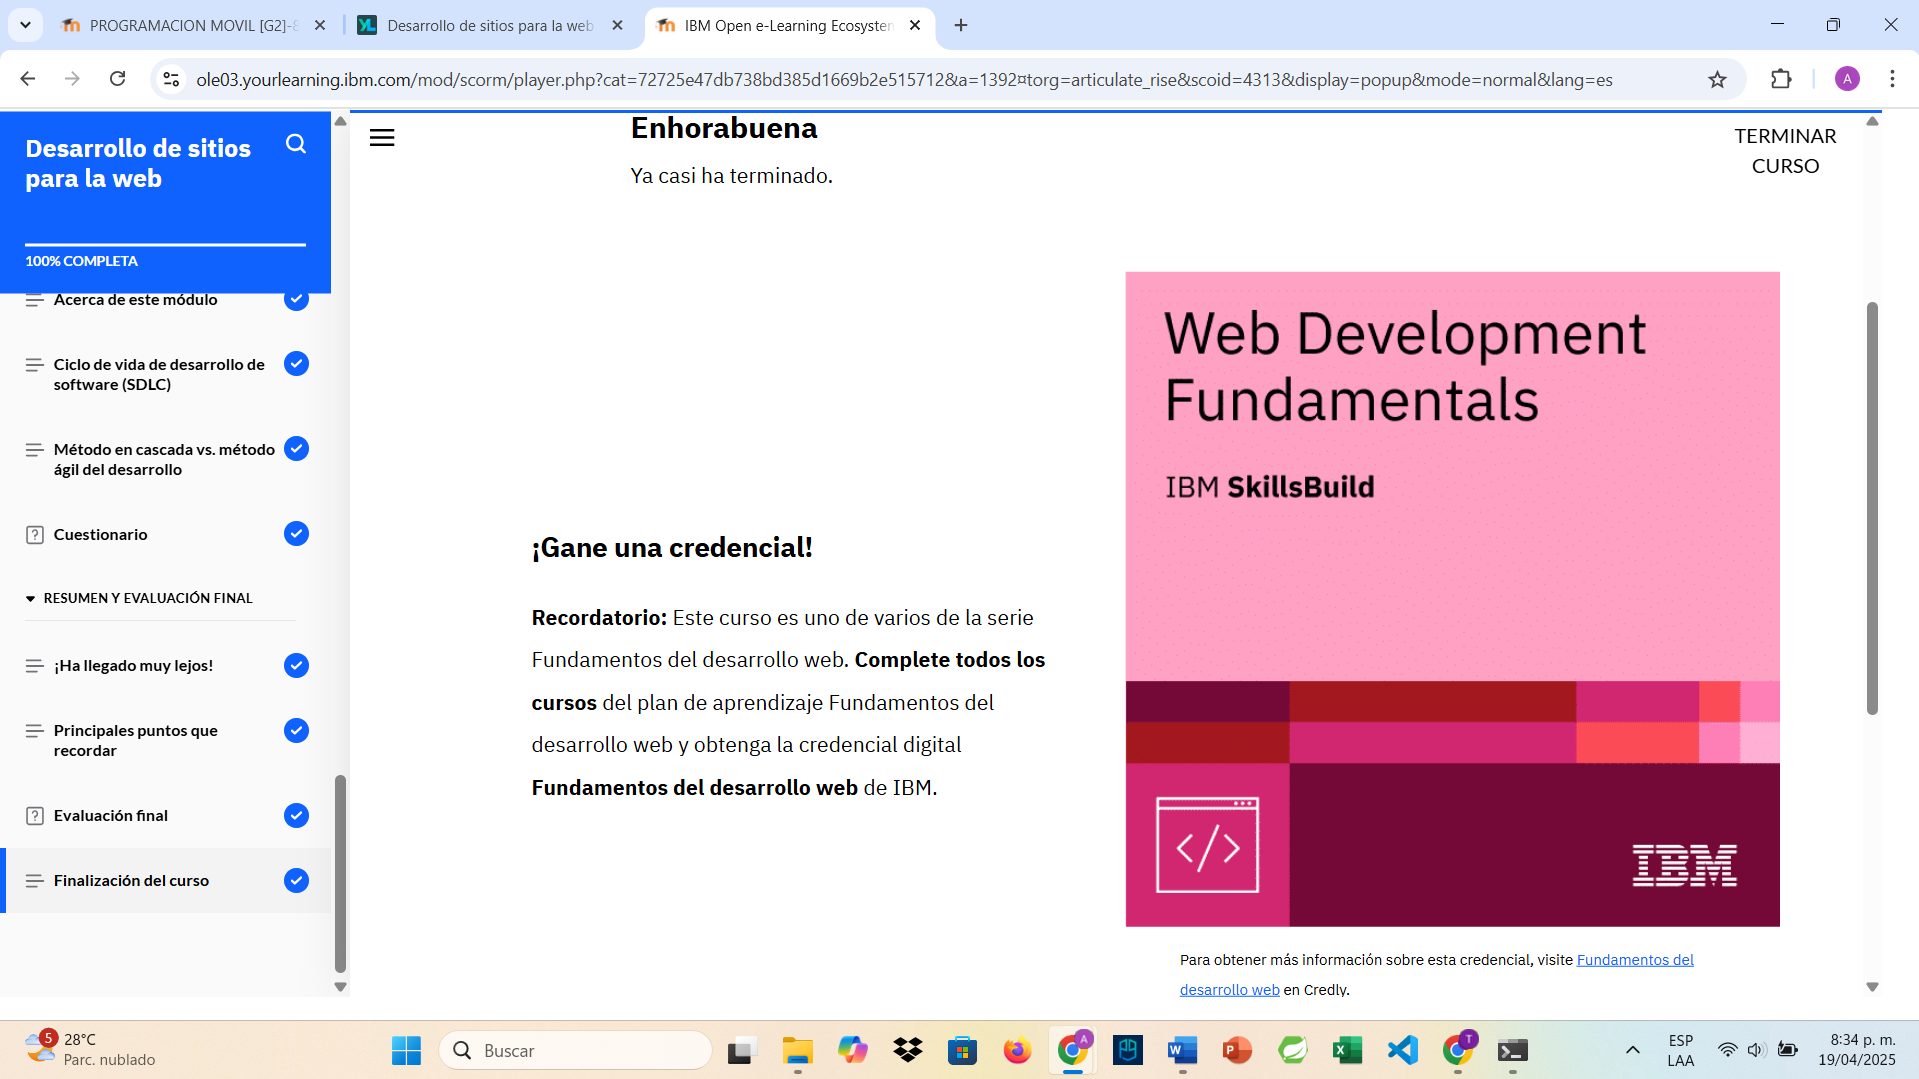 PROGRAMACION MOVIL [G2]-8
Desarrollo de sitios para la web
IBM Open e-Learning Ecosystem
ole03.yourlearning.ibm.com/mod/scorm/player.php?cat=72725e47db738bd385d1669b2e515712&a=1392¤torg=articulate_rise&scoid=4313&display=popup&mode=normal&lang=es
A
Desarrollo de sitios
para la web
100% COMPLETA
Acerca de este módulo
Ciclo de vida de desarrollo de
software (SDLC)
Método en cascada vs. método
ágil del desarrollo
Cuestionario
RESUMEN Y EVALUACIÓN FINAL
¡Ha llegado muy lejos!
Principales puntos que
recordar
Evaluación final
Finalización del curso
Enhorabuena
Ya casi ha terminado.
TERMINAR
CURSO
¡Gane una credencial!
Recordatorio: Este curso es uno de varios de la serie
Fundamentos del desarrollo web. Complete todos los
cursos del plan de aprendizaje Fundamentos del
desarrollo web y obtenga la credencial digital
Fundamentos del desarrollo web de IBM.
Web Development
Fundamentals
IBM SkillsBuild
</>
IBM
Para obtener más información sobre esta credencial, visite Fundamentos del
desarrollo web en Credly.
5
28°C
Parc. nublado
Buscar
A
T
ESP
LAA
8:34 p. m.
19/04/2025